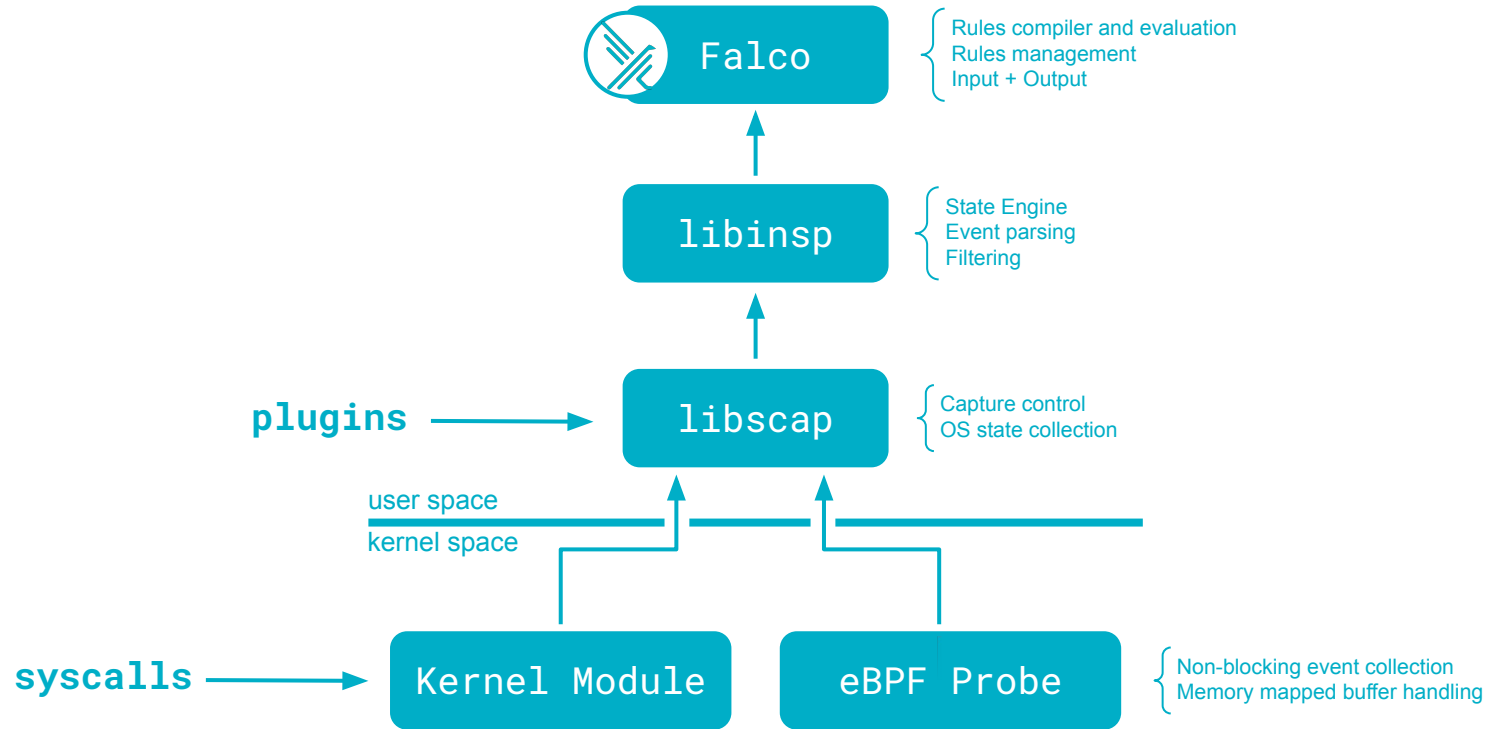 Falco
Rules compiler and evaluation
Rules management
Input + Output
libinsp
State Engine
Event parsing
Filtering
plugins
libscap
Capture control
OS state collection
user space
kernel space
syscalls
Kernel Module
eBPF Probe
Non-blocking event collection
Memory mapped buffer handling